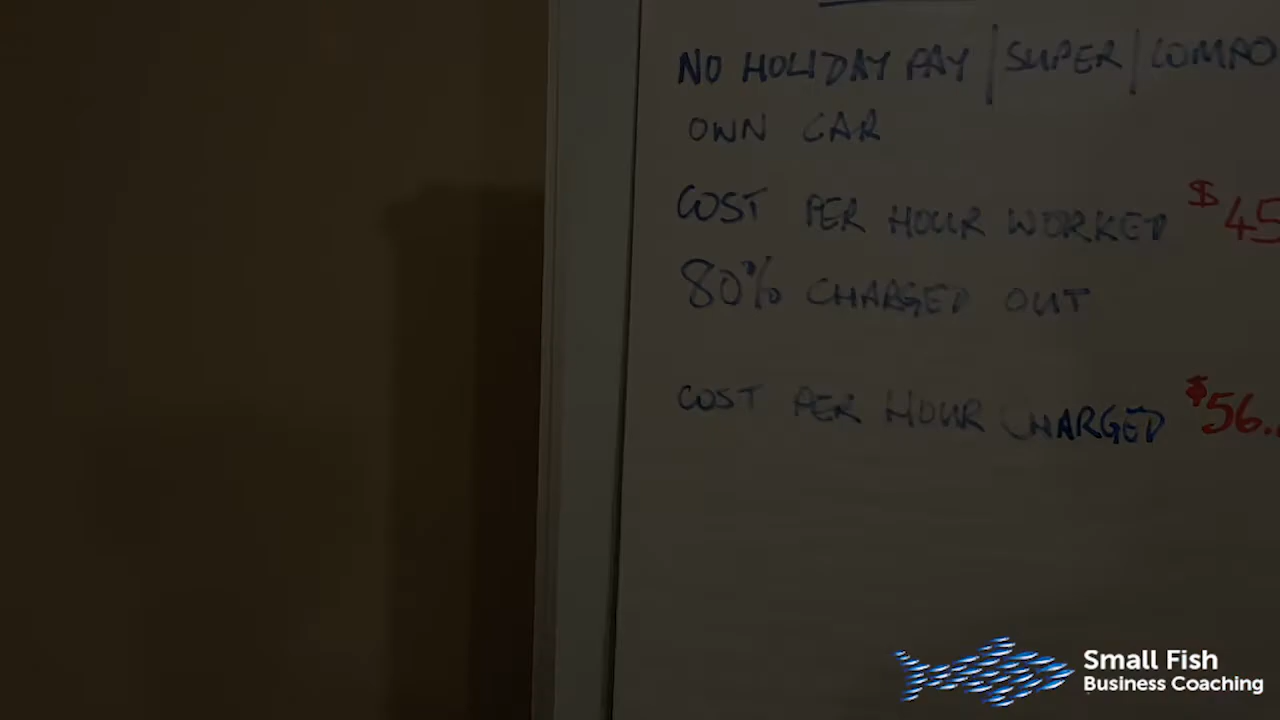 NO HOLIDAY PAY | SUPER | COMPO
OWN CAR
COST PER HOUR WORKED $45
80% CHARGED OUT
COST PER HOUR CHARGED $56.
Small Fish
Business Coaching